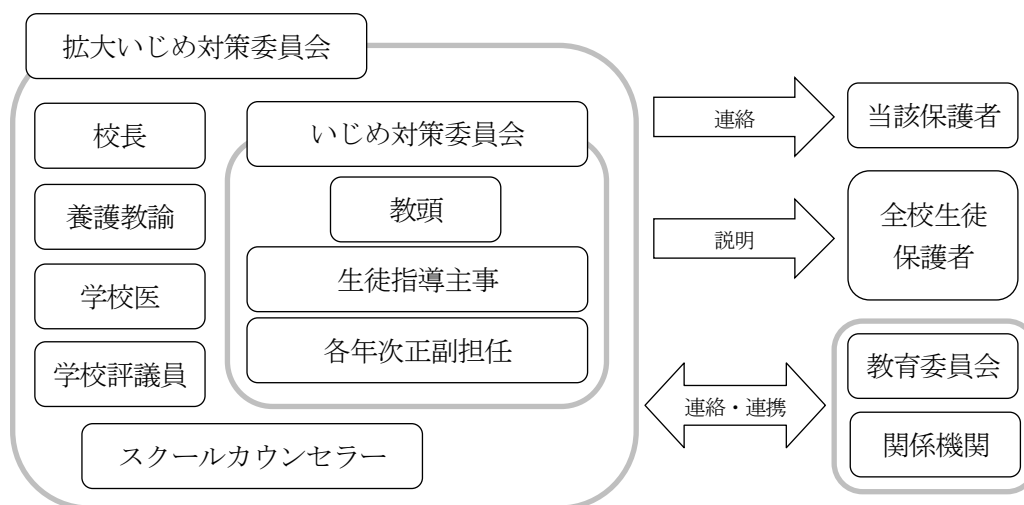 拡大いじめ対策委員会
校長
養護教諭
学校医
学校評議員
スクールカウンセラー
いじめ対策委員会
教頭
生徒指導主事
各年次正副担任
連絡
当該保護者
説明
全校生徒
保護者
連絡・連携
教育委員会
関係機関